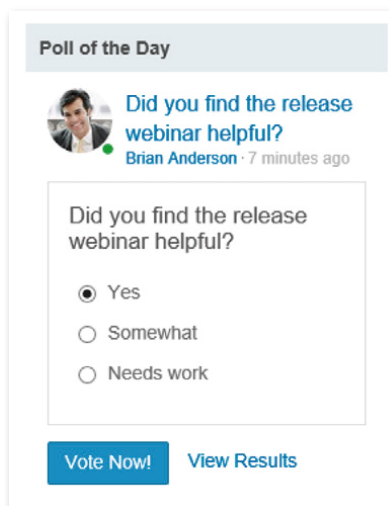 Poll of the Day
Did you find the release
webinar helpful?
Brian Anderson · 7 minutes ago
Did you find the release
webinar helpful?
Yes
Somewhat
Needs work
Vote Now! View Results